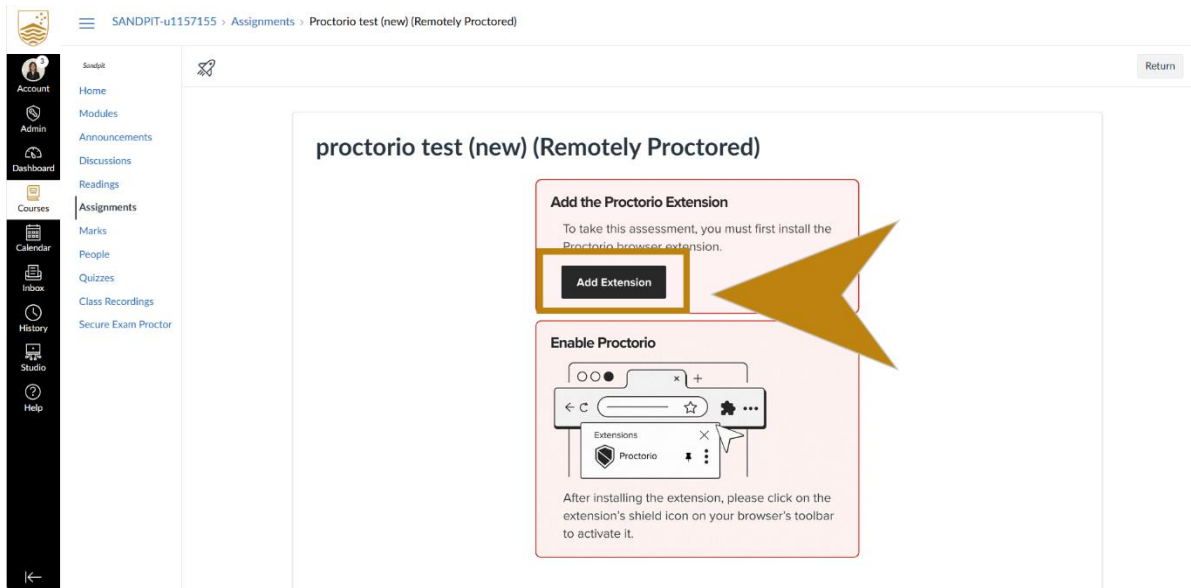 SANDPIT-u1157155 › Assignments › Proctorio test (new) (Remotely Proctored)
3
Account
Admin
Dashboard
Courses
Calendar
Inbox
History
Studio
Help
Sandpit
Home
Modules
Announcements
Discussions
Readings
Assignments
Marks
People
Quizzes
Class Recordings
Secure Exam Proctor
Return
proctorio test (new) (Remotely Proctored)
Add the Proctorio Extension
To take this assessment, you must first install the
Proctorio browser extension.
Add Extension
Enable Proctorio
Extensions
Proctorio
After installing the extension, please click on the
extension's shield icon on your browser's toolbar
to activate it.